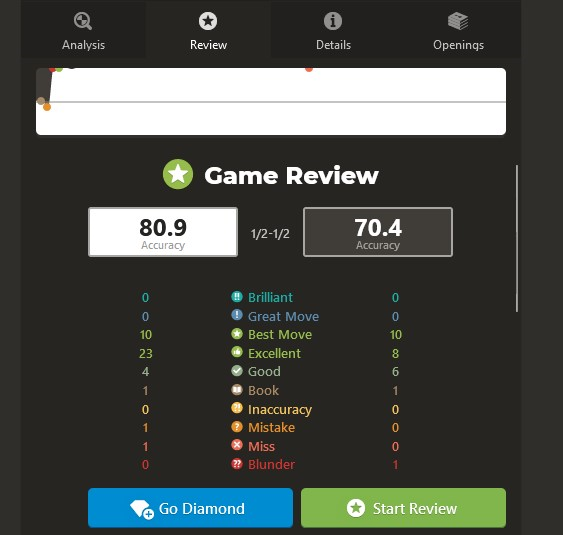 Analysis Review Details Openings
Game Review
80.9 1/2-1/2 70.4
Accuracy Accuracy
0 !! Brilliant 0
0 ! Great Move 0
10 Best Move 10
23 Excellent 8
4 Good 6
1 Book 1
0 ?! Inaccuracy 0
1 ? Mistake 0
1 Miss 0
0 ?? Blunder 1
Go Diamond Start Review